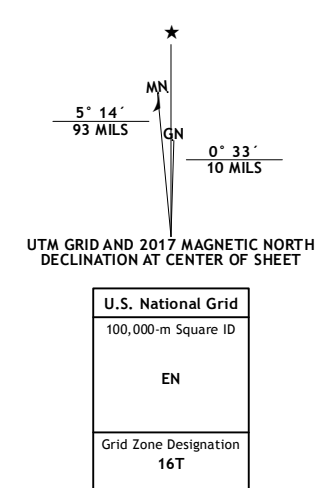 ★
MN
GN
5° 14´
93 MILS
0° 33´
10 MILS
UTM GRID AND 2017 MAGNETIC NORTH
DECLINATION AT CENTER OF SHEET
U.S. National Grid
100,000-m Square ID
EN
Grid Zone Designation
16T